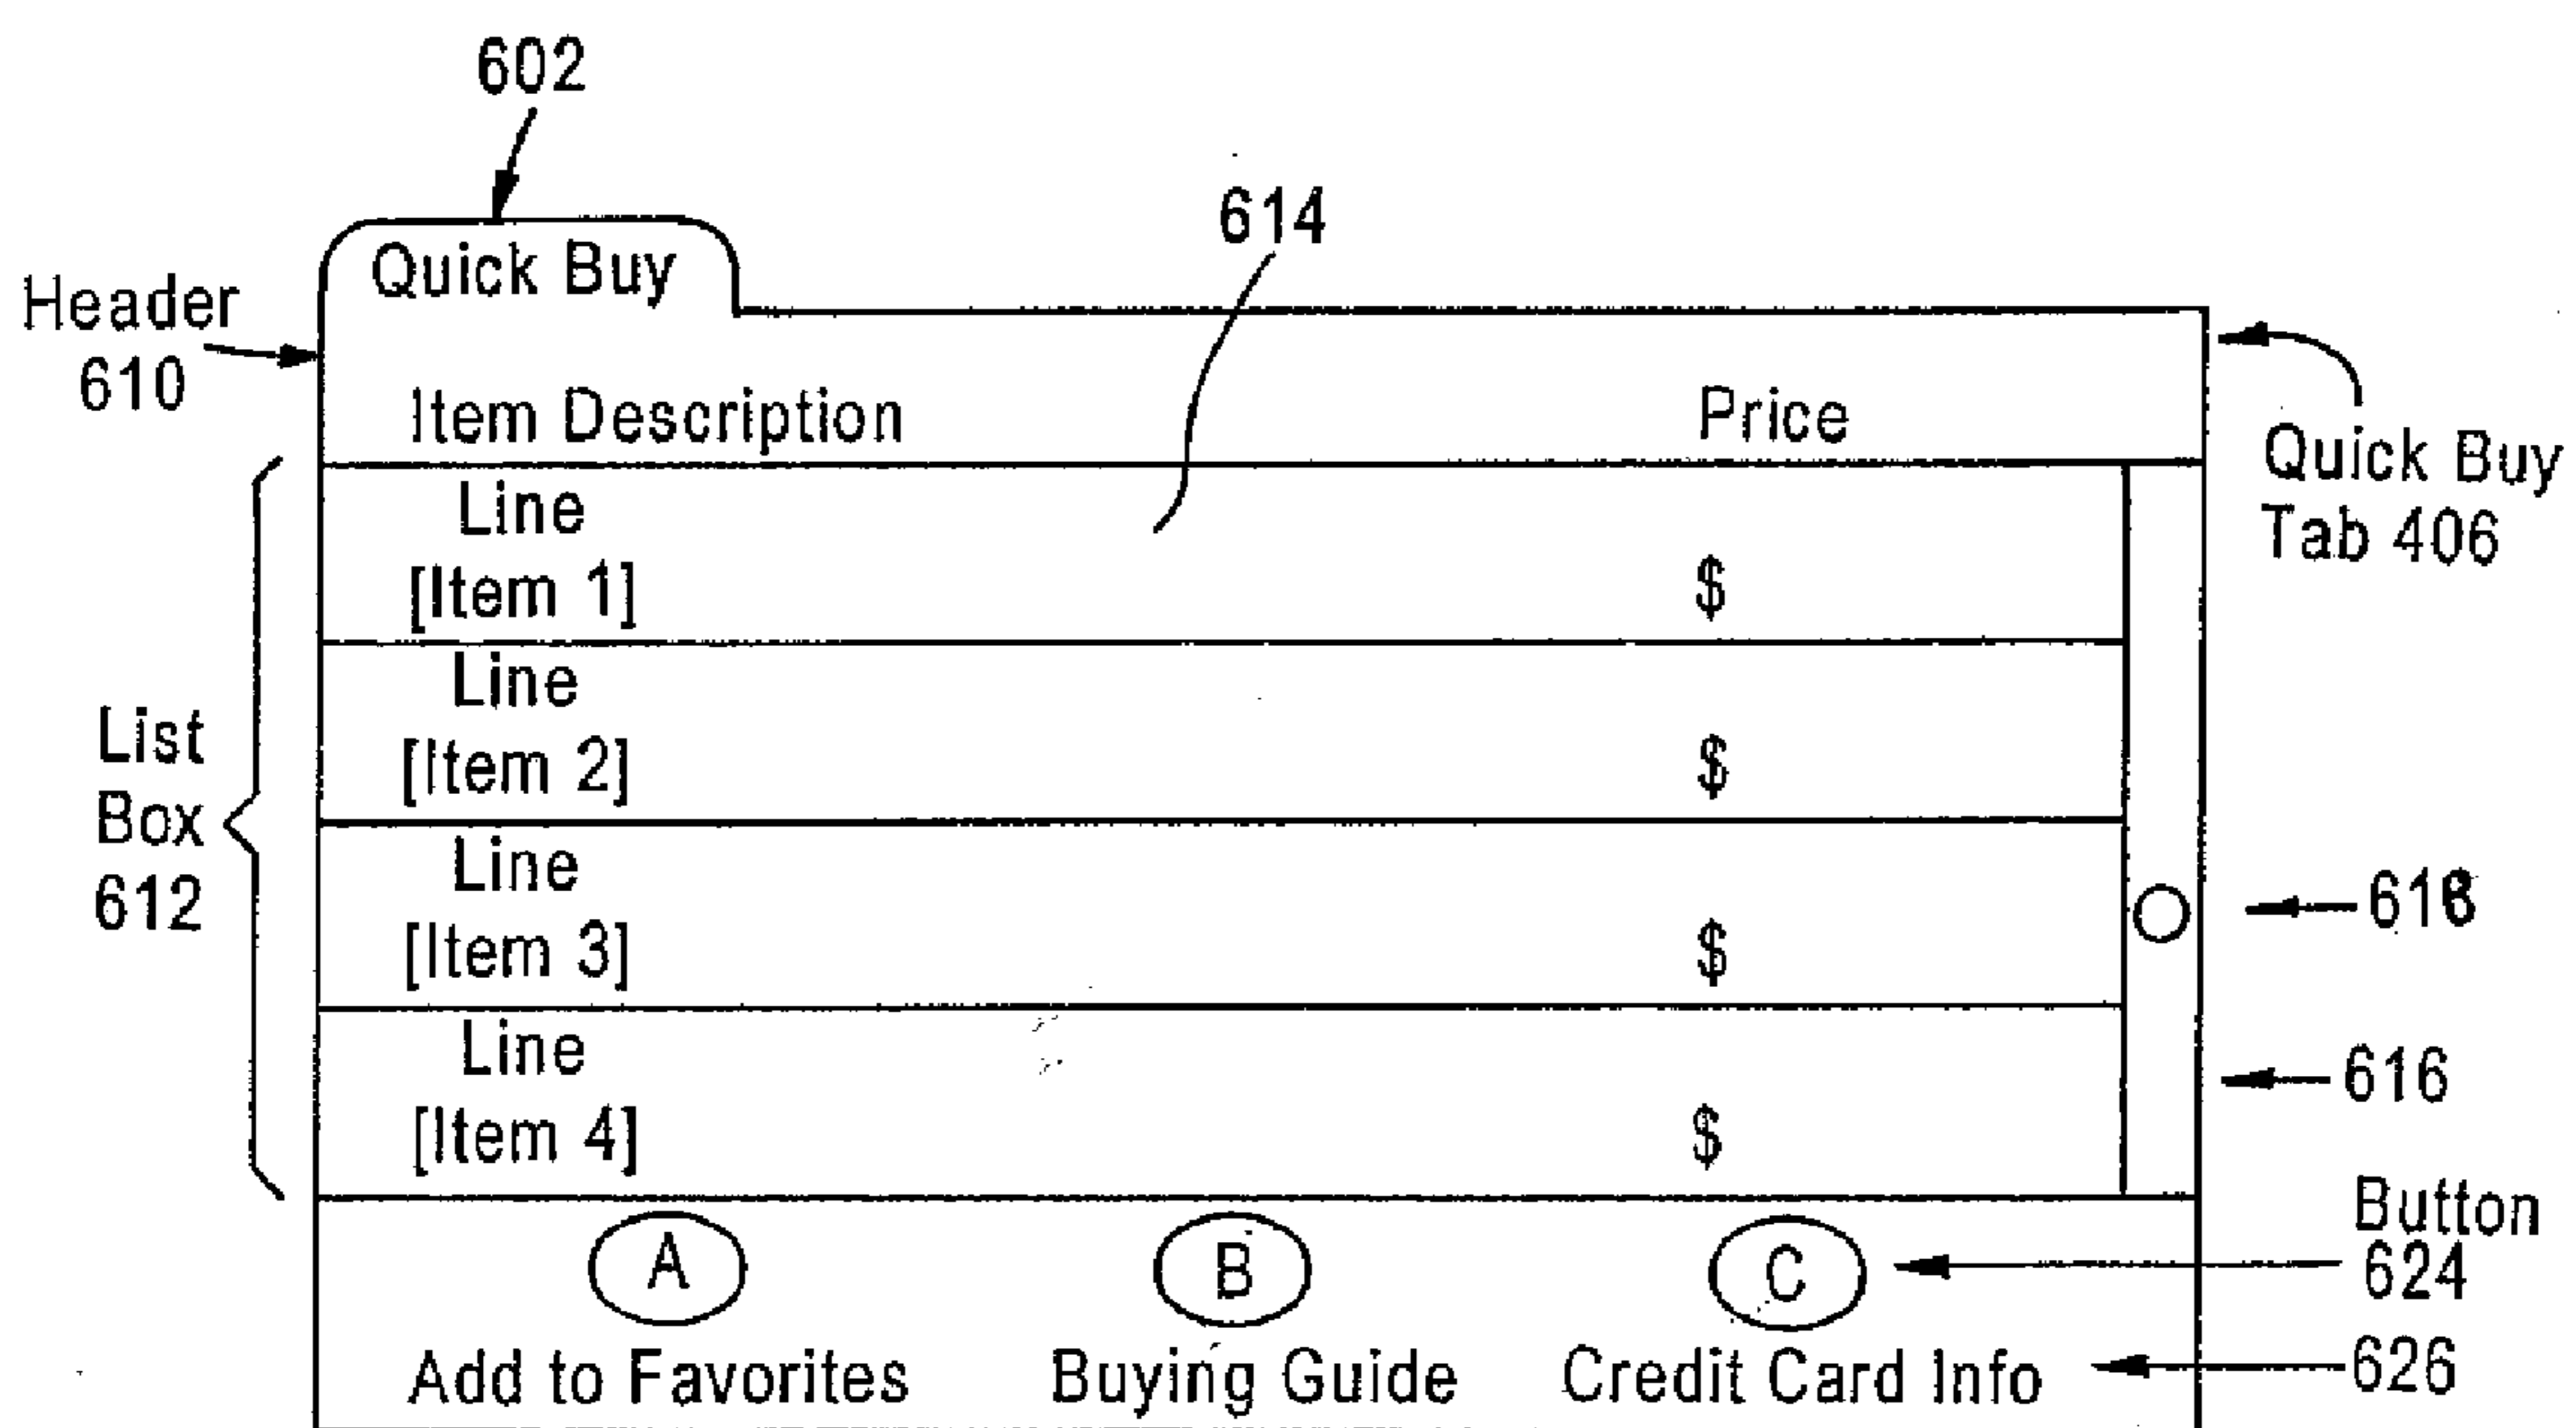 602
614
Quick Buy
Header
610
Item Description Price
Quick Buy
Tab 406
Line
[Item 1] $
Line
[Item 2] $
List
Box
612
Line
[Item 3] $
Line
[Item 4] $
616
Button
624
A B C
Add to Favorites Buying Guide Credit Card Info
626